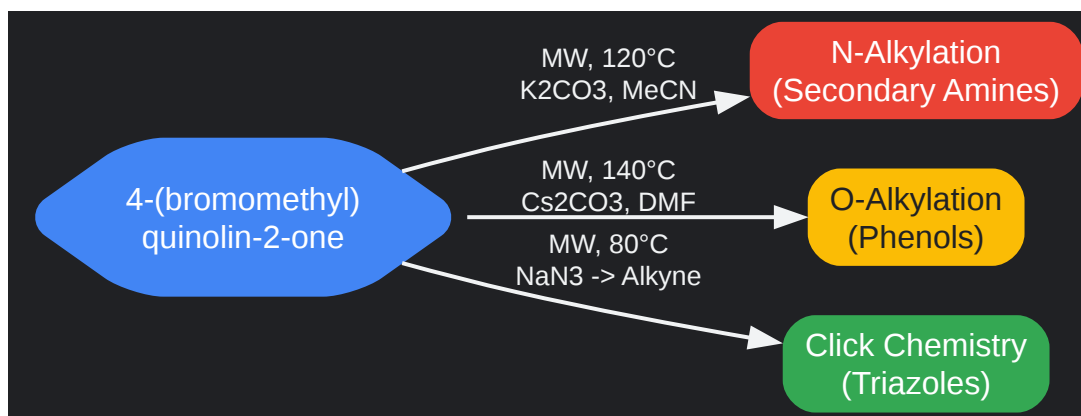 4-(bromomethyl)
quinolin-2-one
MW, 120°C
K2CO3, MeCN
N-Alkylation
(Secondary Amines)
MW, 140°C
Cs2CO3, DMF
O-Alkylation
(Phenols)
MW, 80°C
NaN3 -> Alkyne
Click Chemistry
(Triazoles)